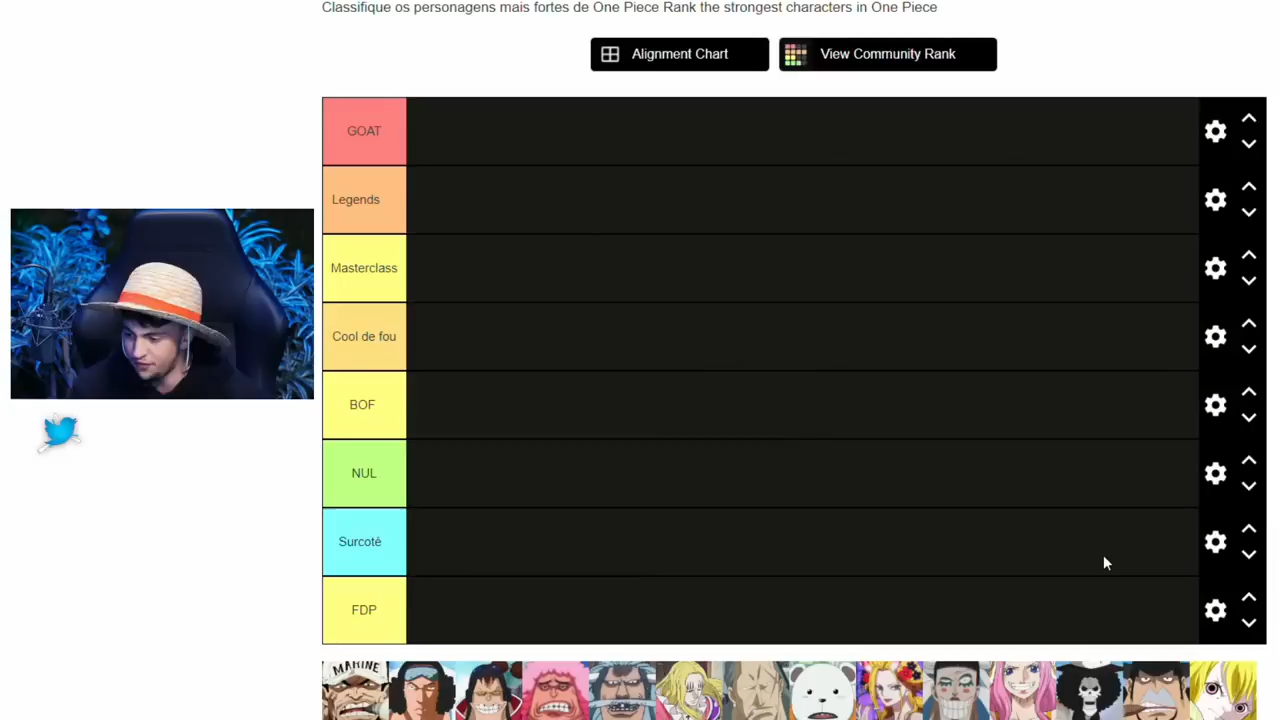 Classifique os personagens mais fortes de One Piece Rank the strongest characters in One Piece
Alignment Chart
View Community Rank
GOAT
Legends
Masterclass
Cool de fou
BOF
NUL
Surcoté
FDP
MARINE